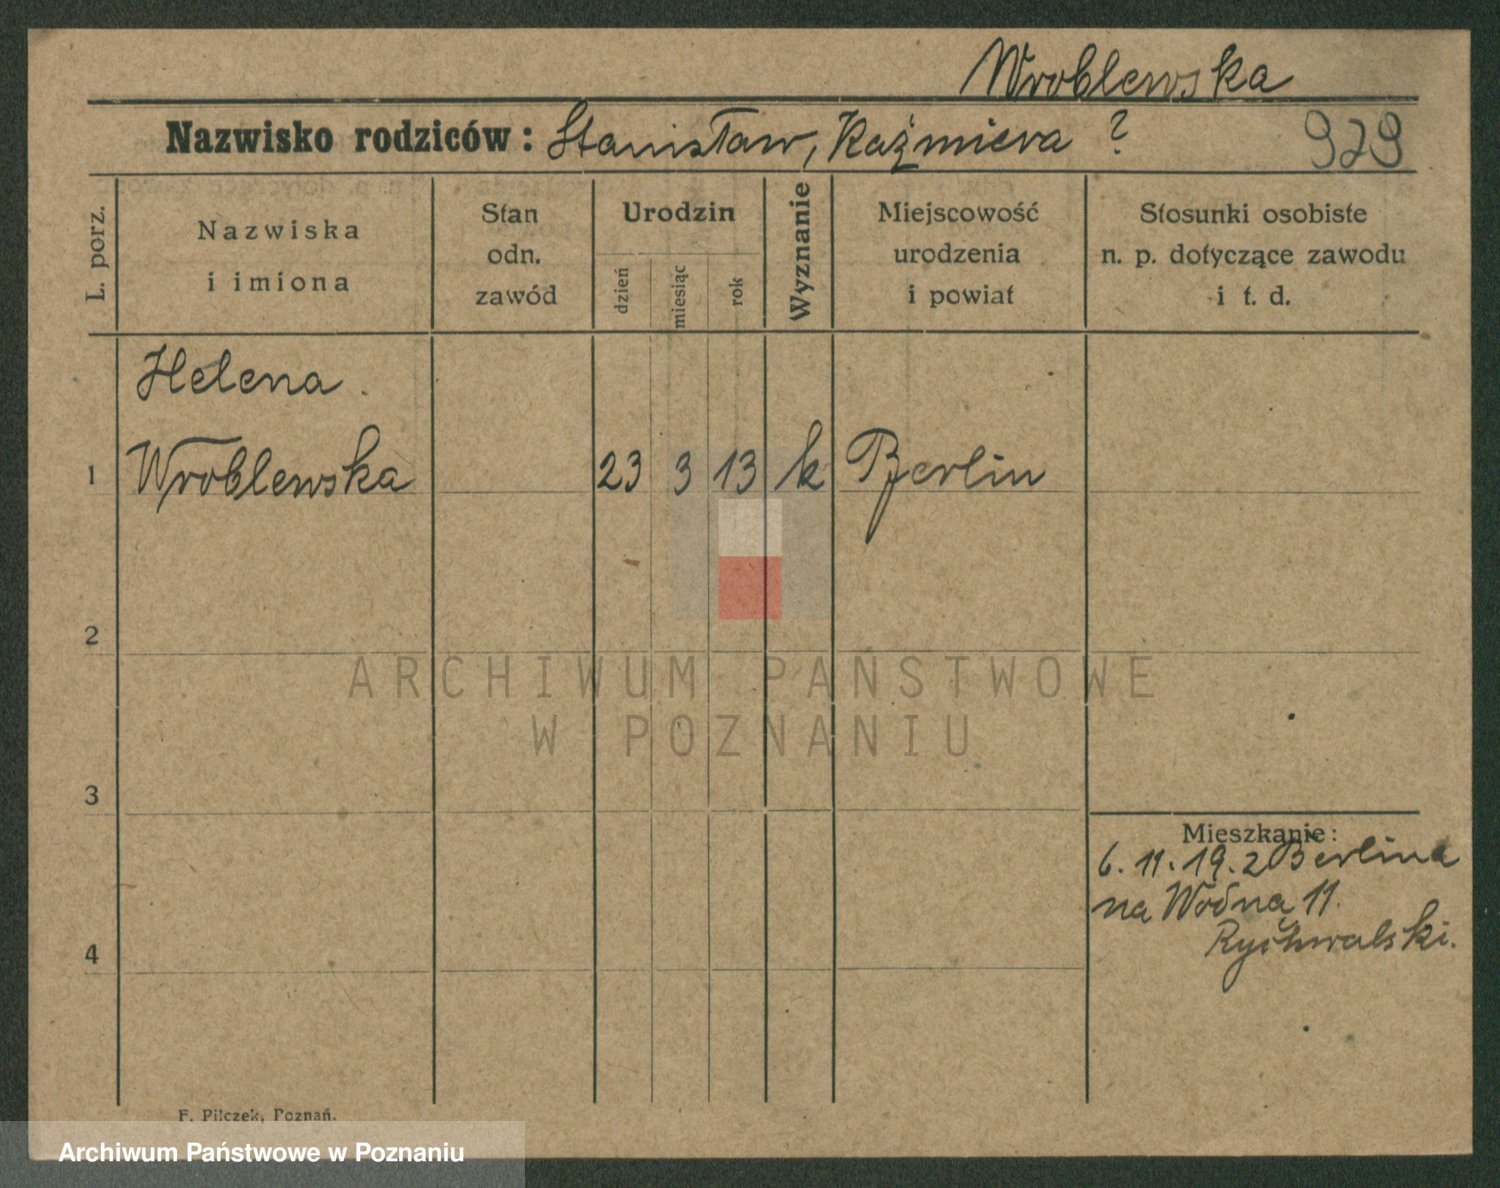 Wroblewska
Nazwisko rodziców: Stanisław, Kaźmiera ? 929
L. porz.
Nazwiska
i imiona
Stan
odn.
zawód
Urodzin
dzień
miesiąc
rok
Wyznanie
Miejscowość
urodzenia
i powiat
Stosunki osobiste
n. p. dotyczące zawodu
i t. d.
Helena
1 Wroblewska 23 3 13 k Berlin
2
3
4
Mieszkanie:
6.11.19. z Berlina
na Wodna 11.
Rychwalski.
F. Pilczek, Poznań.
ARCHIWUM PAŃSTWOWE
W POZNANIU
Archiwum Państwowe w Poznaniu